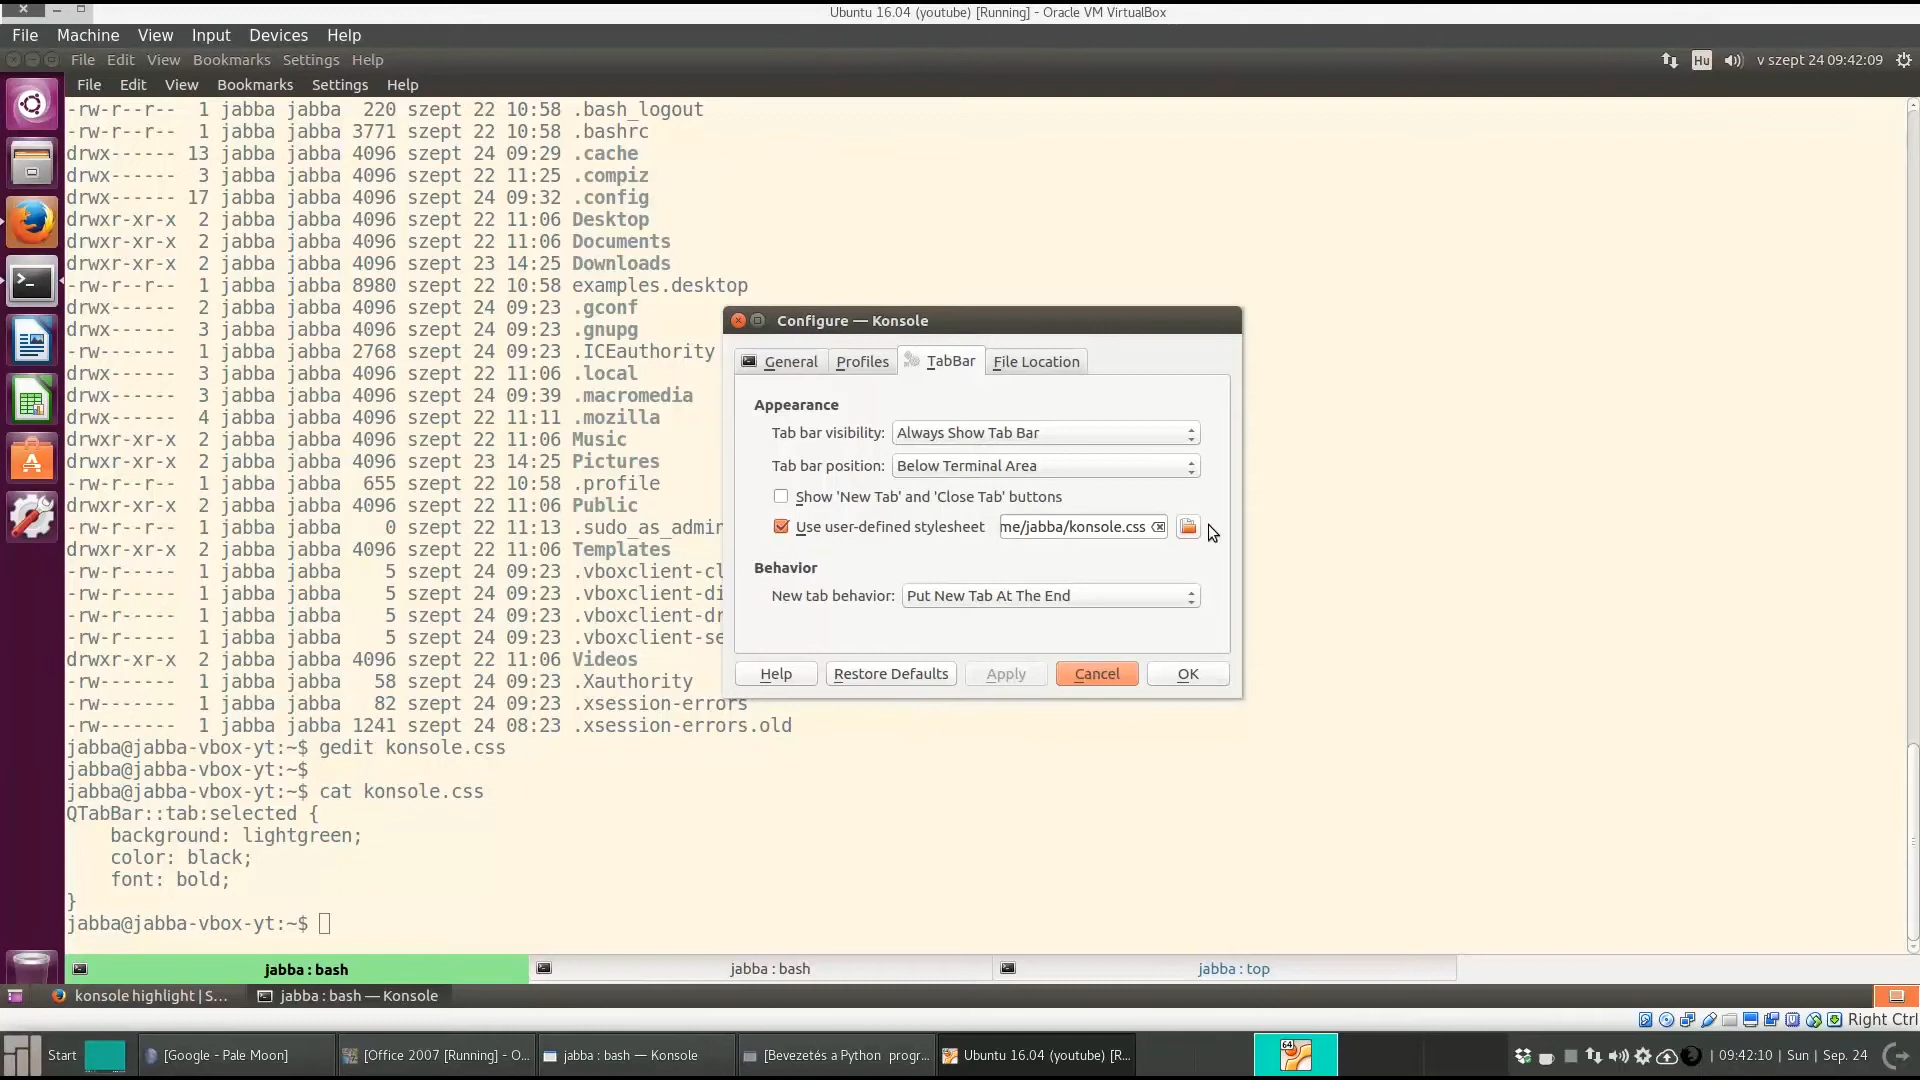 Ubuntu 16.04 (youtube) [Running] - Oracle VM VirtualBox
File Machine View Input Devices Help
File Edit View Bookmarks Settings Help
Hu v szept 24 09:42:09
File Edit View Bookmarks Settings Help
-rw-r--r-- 1 jabba jabba 220 szept 22 10:58 .bash_logout
-rw-r--r-- 1 jabba jabba 3771 szept 22 10:58 .bashrc
drwx------ 13 jabba jabba 4096 szept 24 09:29 .cache
drwx------ 3 jabba jabba 4096 szept 22 11:25 .compiz
drwx------ 17 jabba jabba 4096 szept 24 09:32 .config
drwxr-xr-x 2 jabba jabba 4096 szept 22 11:06 Desktop
drwxr-xr-x 2 jabba jabba 4096 szept 22 11:06 Documents
drwxr-xr-x 2 jabba jabba 4096 szept 23 14:25 Downloads
-rw-r--r-- 1 jabba jabba 8980 szept 22 10:58 examples.desktop
drwx------ 2 jabba jabba 4096 szept 24 09:23 .gconf
drwx------ 3 jabba jabba 4096 szept 24 09:23 .gnupg
-rw------- 1 jabba jabba 2768 szept 24 09:23 .ICEauthority
drwx------ 3 jabba jabba 4096 szept 22 11:06 .local
drwx------ 3 jabba jabba 4096 szept 24 09:39 .macromedia
drwx------ 4 jabba jabba 4096 szept 22 11:11 .mozilla
drwxr-xr-x 2 jabba jabba 4096 szept 22 11:06 Music
drwxr-xr-x 2 jabba jabba 4096 szept 23 14:25 Pictures
-rw-r--r-- 1 jabba jabba 655 szept 22 10:58 .profile
drwxr-xr-x 2 jabba jabba 4096 szept 22 11:06 Public
-rw-r--r-- 1 jabba jabba 0 szept 22 11:13 .sudo_as_admin
drwxr-xr-x 2 jabba jabba 4096 szept 22 11:06 Templates
-rw-r----- 1 jabba jabba 5 szept 24 09:23 .vboxclient-cl
-rw-r----- 1 jabba jabba 5 szept 24 09:23 .vboxclient-di
-rw-r----- 1 jabba jabba 5 szept 24 09:23 .vboxclient-dr
-rw-r----- 1 jabba jabba 5 szept 24 09:23 .vboxclient-se
drwxr-xr-x 2 jabba jabba 4096 szept 22 11:06 Videos
-rw------- 1 jabba jabba 58 szept 24 09:23 .Xauthority
-rw------- 1 jabba jabba 82 szept 24 09:23 .xsession-errors
-rw------- 1 jabba jabba 1241 szept 24 08:23 .xsession-errors.old
jabba@jabba-vbox-yt:~$ gedit konsole.css
jabba@jabba-vbox-yt:~$
jabba@jabba-vbox-yt:~$ cat konsole.css
QTabBar::tab:selected {
background: lightgreen;
color: black;
font: bold;
}
jabba@jabba-vbox-yt:~$
Configure — Konsole
General Profiles TabBar File Location
Appearance
Tab bar visibility: Always Show Tab Bar
Tab bar position: Below Terminal Area
Show 'New Tab' and 'Close Tab' buttons
Use user-defined stylesheet me/jabba/konsole.css
Behavior
New tab behavior: Put New Tab At The End
Help Restore Defaults Apply Cancel OK
jabba : bash jabba : bash jabba : top
konsole highlight | S... jabba : bash — Konsole
Right Ctrl
Start [Google - Pale Moon] [Office 2007 [Running] - O... jabba : bash — Konsole [Bevezetés a Python progr... Ubuntu 16.04 (youtube) [R... 64 | 09:42:10 | Sun | Sep. 24